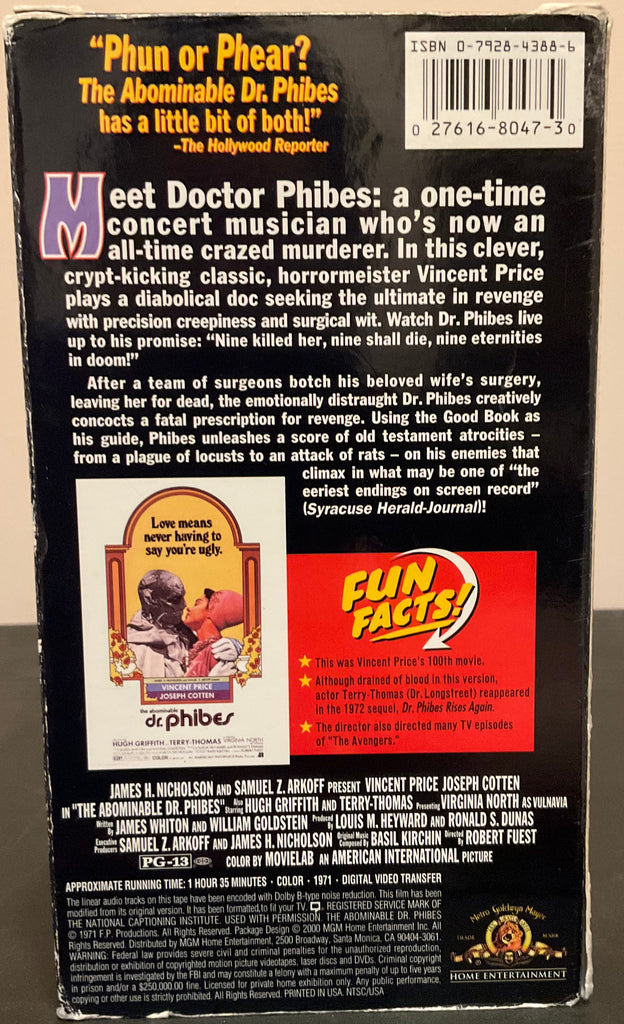 "Phun or Phear?
The Abominable Dr. Phibes
has a little bit of both!"
–The Hollywood Reporter
ISBN 0-7928-4388-6
0 27616-8047-3 0
Meet Doctor Phibes: a one-time
concert musician who's now an
all-time crazed murderer. In this clever,
crypt-kicking classic, horrormeister Vincent Price
plays a diabolical doc seeking the ultimate in revenge
with precision creepiness and surgical wit. Watch Dr. Phibes live
up to his promise: "Nine killed her, nine shall die, nine eternities
in doom!"
After a team of surgeons botch his beloved wife's surgery,
leaving her for dead, the emotionally distraught Dr. Phibes creatively
concocts a fatal prescription for revenge. Using the Good Book as
his guide, Phibes unleashes a score of old testament atrocities –
from a plague of locusts to an attack of rats – on his enemies that
climax in what may be one of "the
eeriest endings on screen record"
(Syracuse Herald-Journal)!
Love means
never having to
say you're ugly.
VINCENT PRICE
JOSEPH COTTEN
the abominable
dr. phibes
HUGH GRIFFITH TERRY-THOMAS VIRGINIA NORTH
FUN
FACTS!
This was Vincent Price's 100th movie.
Although drained of blood in this version,
actor Terry-Thomas (Dr. Longstreet) reappeared
in the 1972 sequel, Dr. Phibes Rises Again.
The director also directed many TV episodes
of "The Avengers."
JAMES H. NICHOLSON AND SAMUEL Z. ARKOFF PRESENT VINCENT PRICE JOSEPH COTTEN
IN "THE ABOMINABLE DR. PHIBES" Also Starring HUGH GRIFFITH AND TERRY-THOMAS Presenting VIRGINIA NORTH AS VULNAVIA
Written By JAMES WHITON AND WILLIAM GOLDSTEIN Produced By LOUIS M. HEYWARD AND RONALD S. DUNAS
Executive Producers SAMUEL Z. ARKOFF AND JAMES H. NICHOLSON Original Music Composed By BASIL KIRCHIN Directed By ROBERT FUEST
PG-13 COLOR BY MOVIELAB AN AMERICAN INTERNATIONAL PICTURE
APPROXIMATE RUNNING TIME: 1 HOUR 35 MINUTES · COLOR · 1971 · DIGITAL VIDEO TRANSFER
The linear audio tracks on this tape have been encoded with Dolby B-type noise reduction. This film has been
modified from its original version. It has been formatted to fit your TV. REGISTERED SERVICE MARK OF
THE NATIONAL CAPTIONING INSTITUTE. USED WITH PERMISSION. THE ABOMINABLE DR. PHIBES
© 1971 F.P. Productions. All Rights Reserved. Package Design © 2000 MGM Home Entertainment Inc. All
Rights Reserved. Distributed by MGM Home Entertainment, 2500 Broadway, Santa Monica, CA 90404-3061.
WARNING: Federal law provides severe civil and criminal penalties for the unauthorized reproduction,
distribution or exhibition of copyrighted motion picture videotapes, laser discs and DVDs. Criminal copyright
infringement is investigated by the FBI and may constitute a felony with a maximum penalty of up to five years
in prison and/or a $250,000.00 fine. Licensed for private home exhibition only. Any public performance,
copying or other use is strictly prohibited. All Rights Reserved. PRINTED IN USA. NTSC/USA
Metro Goldwyn Mayer
TRADE MARK
HOME ENTERTAINMENT